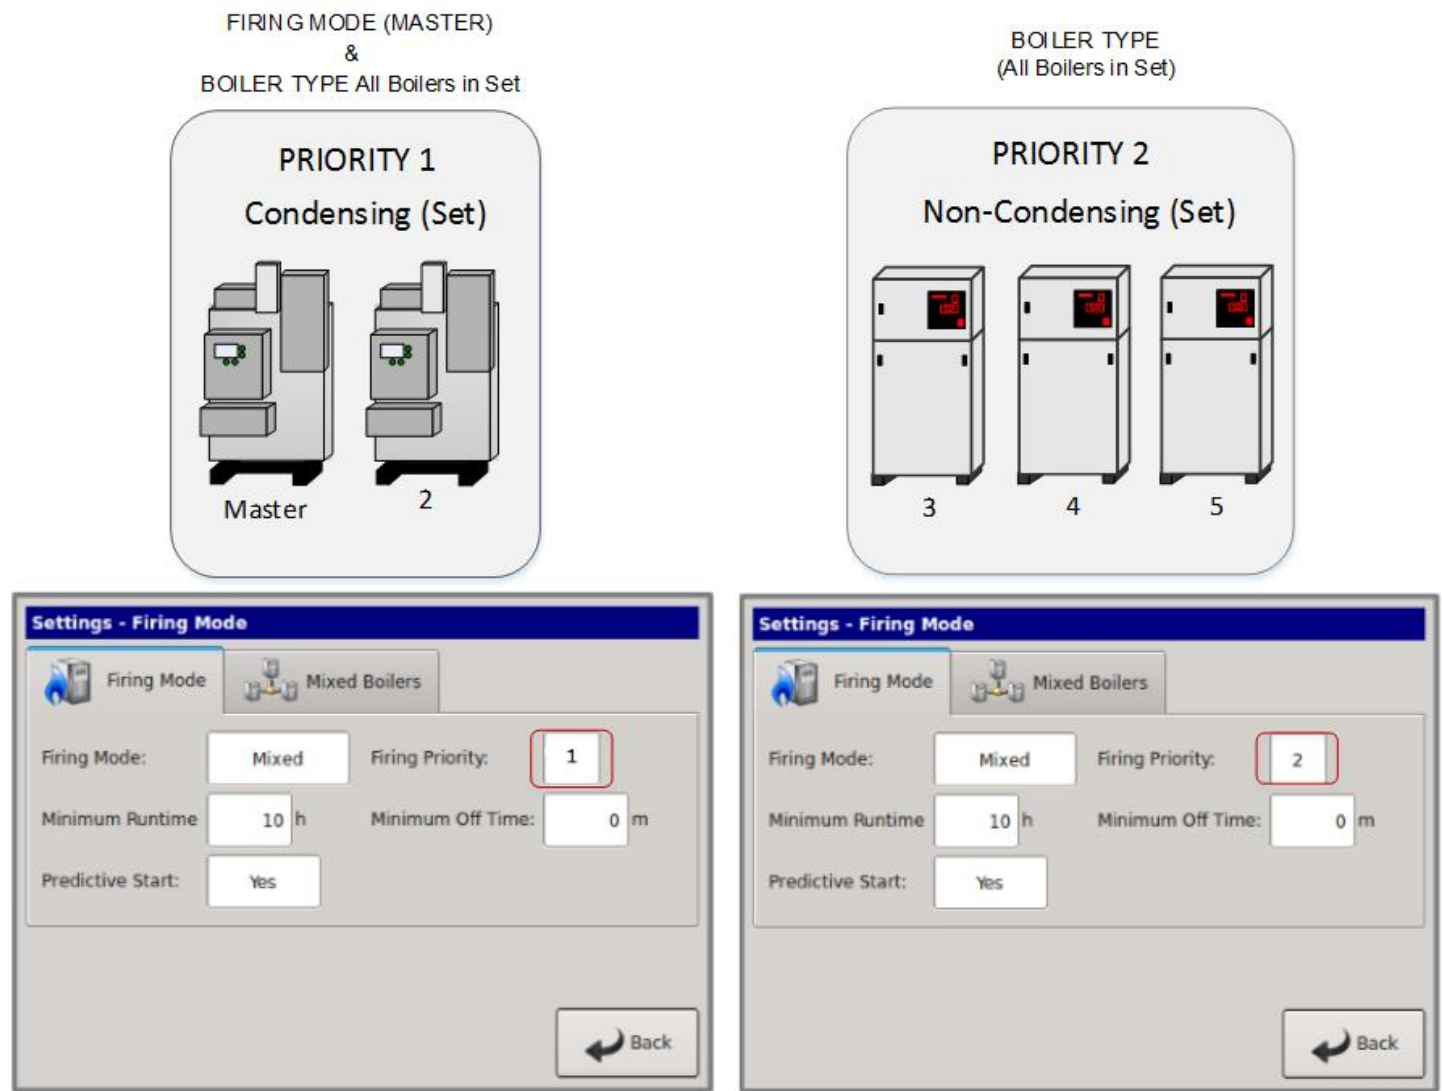 FIRING MODE (MASTER)
&
BOILER TYPE All Boilers in Set
PRIORITY 1
Condensing (Set)
Master
2
BOILER TYPE
(All Boilers in Set)
PRIORITY 2
Non-Condensing (Set)
3
4
5
Settings - Firing Mode
Firing Mode
Mixed Boilers
Firing Mode: Mixed Firing Priority: 1
Minimum Runtime 10 h Minimum Off Time: 0 m
Predictive Start: Yes
Back
Settings - Firing Mode
Firing Mode
Mixed Boilers
Firing Mode: Mixed Firing Priority: 2
Minimum Runtime 10 h Minimum Off Time: 0 m
Predictive Start: Yes
Back